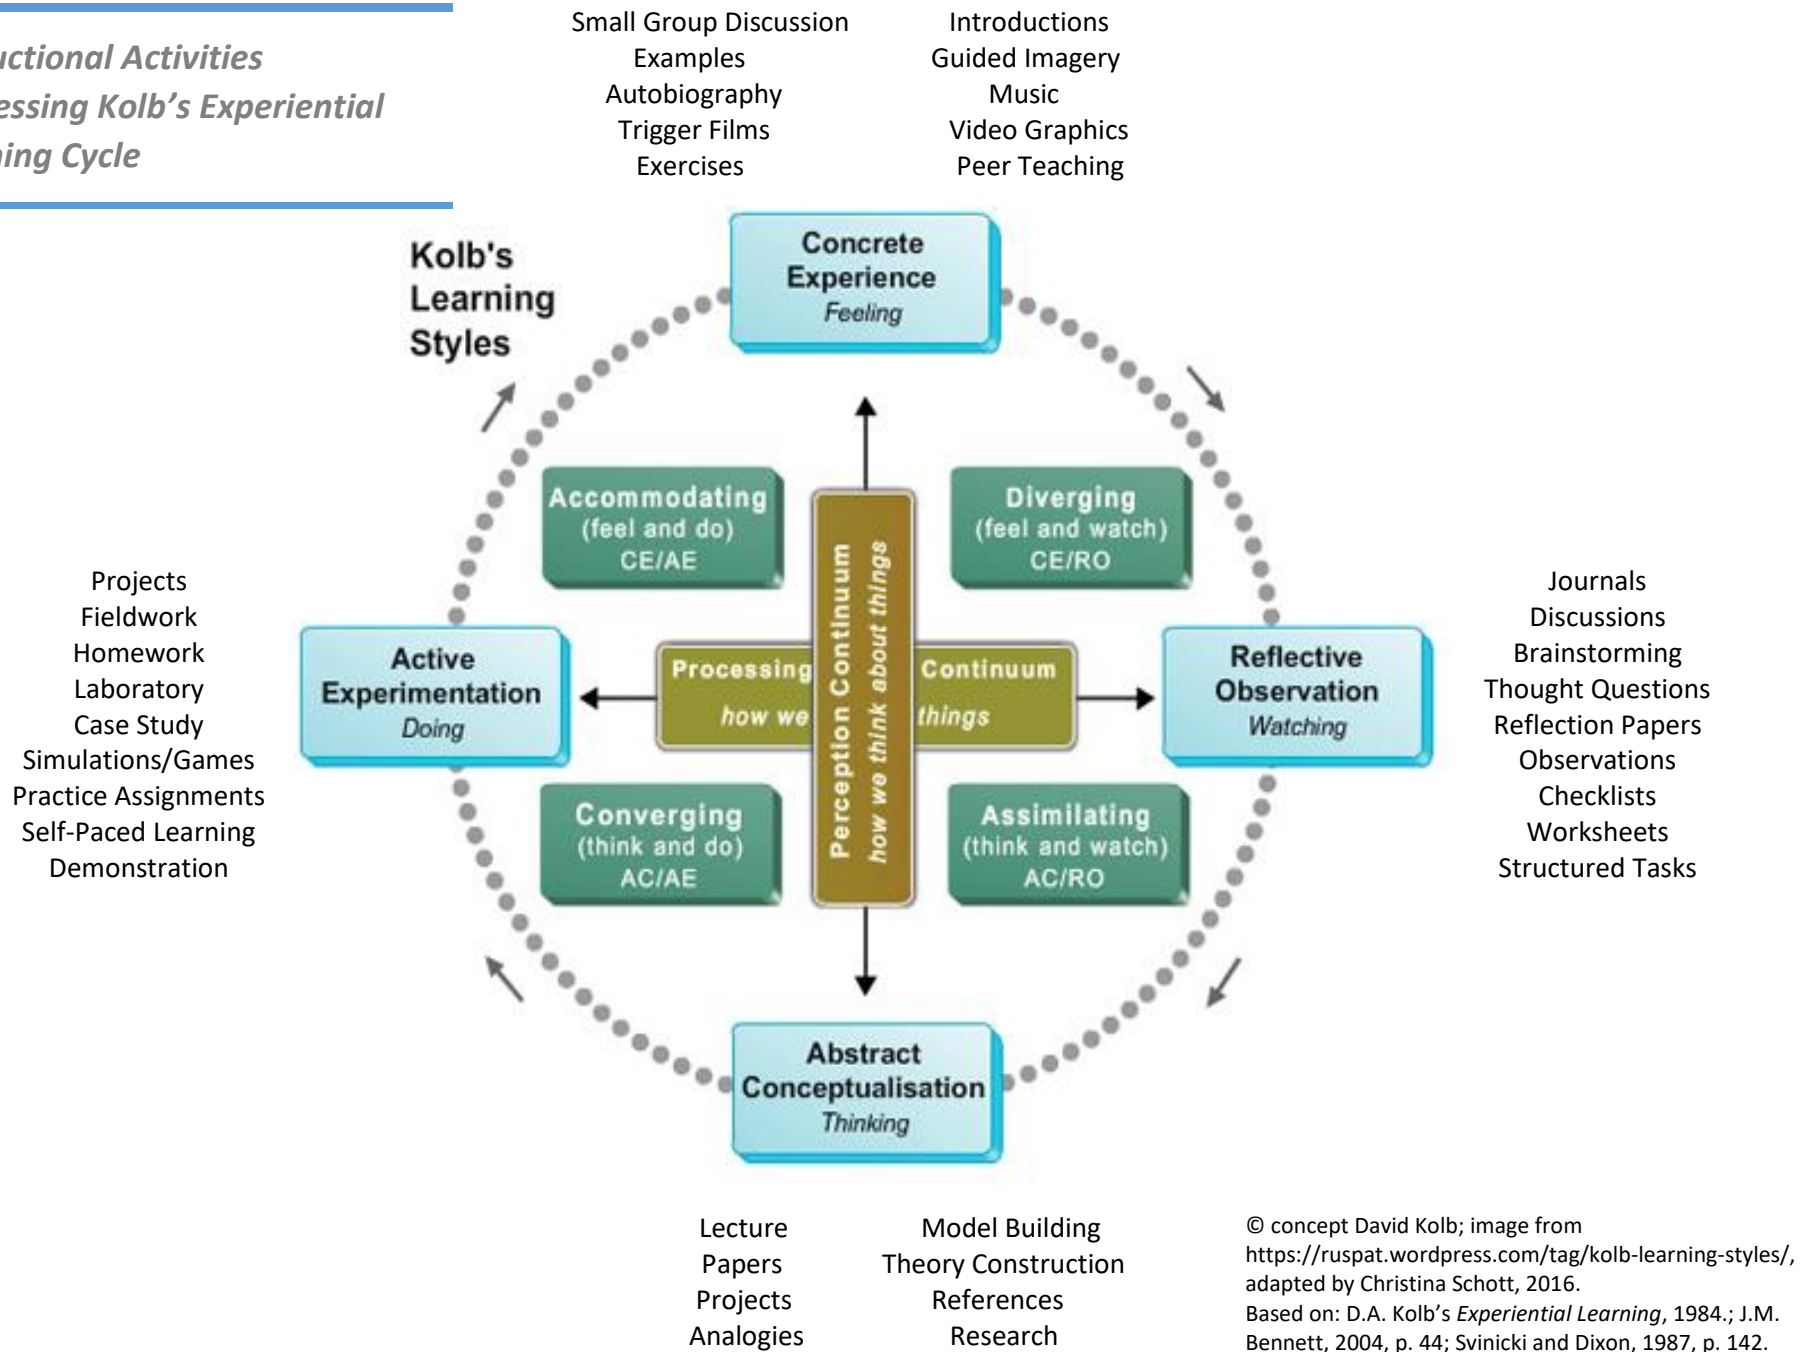 uctional Activities
essing Kolb's Experiential
ning Cycle
Small Group Discussion
Examples
Autobiography
Trigger Films
Exercises
Introductions
Guided Imagery
Music
Video Graphics
Peer Teaching
Kolb's
Learning
Styles
Concrete
Experience
Feeling
Accommodating
(feel and do)
CE/AE
Diverging
(feel and watch)
CE/RO
Projects
Fieldwork
Homework
Laboratory
Case Study
Simulations/Games
Practice Assignments
Self-Paced Learning
Demonstration
Active
Experimentation
Doing
Processing Continuum
how we things
Perception Continuum
how we think about things
Reflective
Observation
Watching
Journals
Discussions
Brainstorming
Thought Questions
Reflection Papers
Observations
Checklists
Worksheets
Structured Tasks
Converging
(think and do)
AC/AE
Assimilating
(think and watch)
AC/RO
Abstract
Conceptualisation
Thinking
Lecture
Papers
Projects
Analogies
Model Building
Theory Construction
References
Research
© concept David Kolb; image from
https://ruspat.wordpress.com/tag/kolb-learning-styles/,
adapted by Christina Schott, 2016.
Based on: D.A. Kolb's Experiential Learning, 1984.; J.M.
Bennett, 2004, p. 44; Svinicki and Dixon, 1987, p. 142.